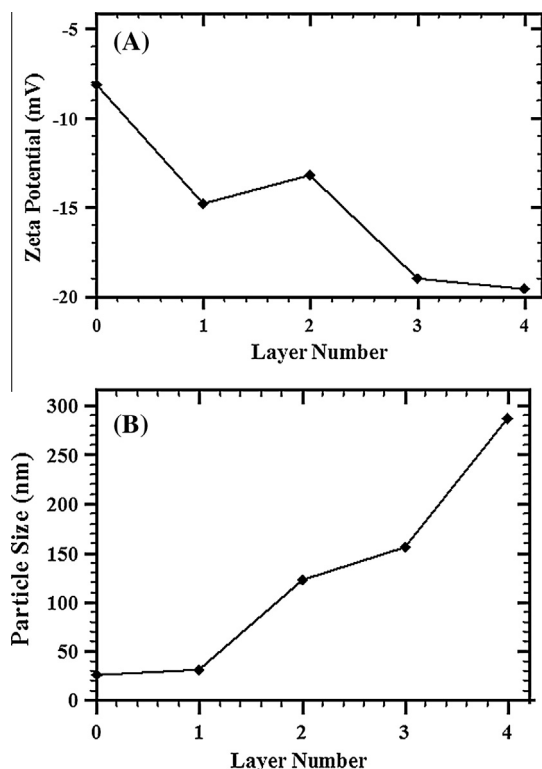 (A)
Zeta Potential (mV)
-5
-10
-15
-20
0 1 2 3 4
Layer Number
(B)
Particle Size (nm)
300
250
200
150
100
50
0
0 1 2 3 4
Layer Number